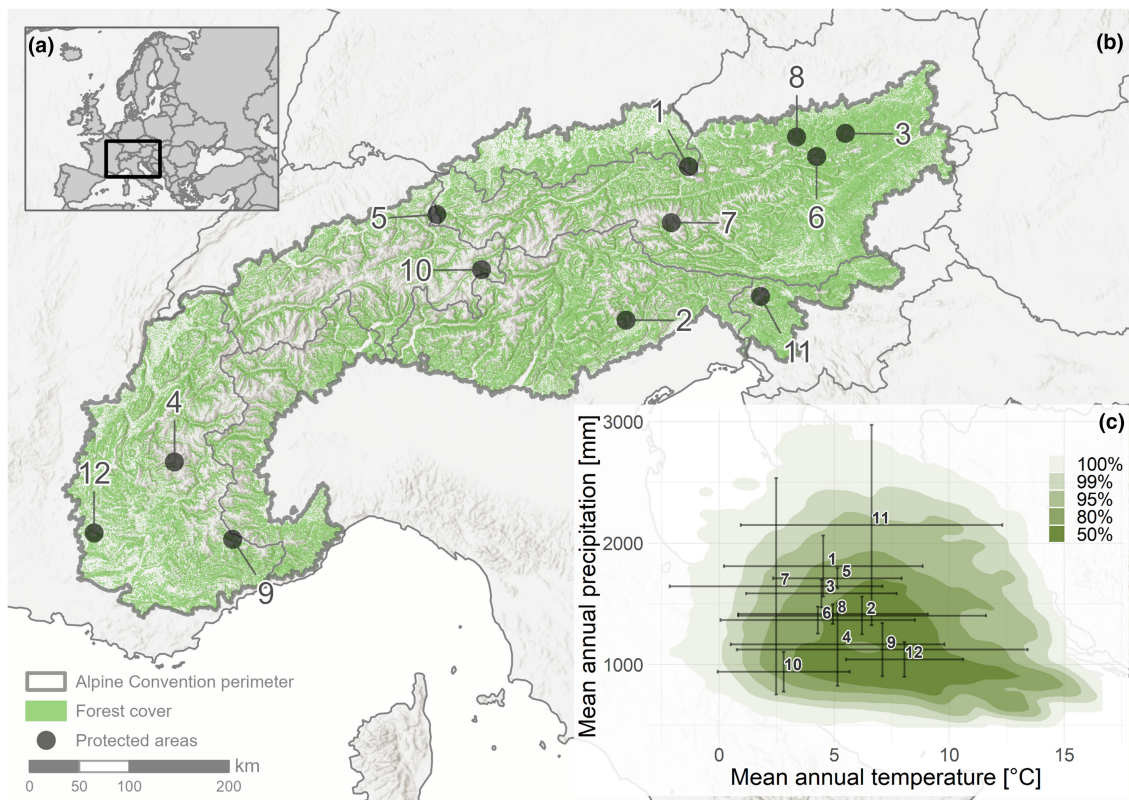 (a)
(b)
8
1
3
5
7
6
10
2
11
4
12
9
Alpine Convention perimeter
Forest cover
Protected areas
km
0 50 100 200
(c)
3000
2000
1000
Mean annual precipitation [mm]
100%
99%
95%
80%
50%
11
1
5
7
3
8
2
6
4
9
12
10
0 5 10 15
Mean annual temperature [°C]